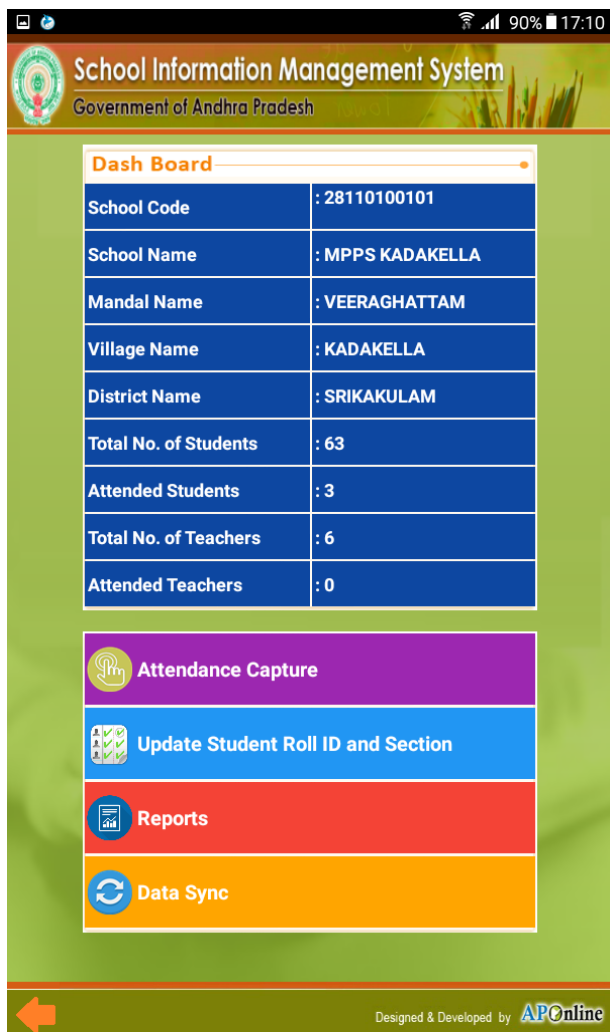 90% 17:10
School Information Management System
Government of Andhra Pradesh
Dash Board
School Code : 28110100101
School Name : MPPS KADAKELLA
Mandal Name : VEERAGHATTAM
Village Name : KADAKELLA
District Name : SRIKAKULAM
Total No. of Students : 63
Attended Students : 3
Total No. of Teachers : 6
Attended Teachers : 0
Attendance Capture
Update Student Roll ID and Section
Reports
Data Sync
Designed & Developed by APOnline